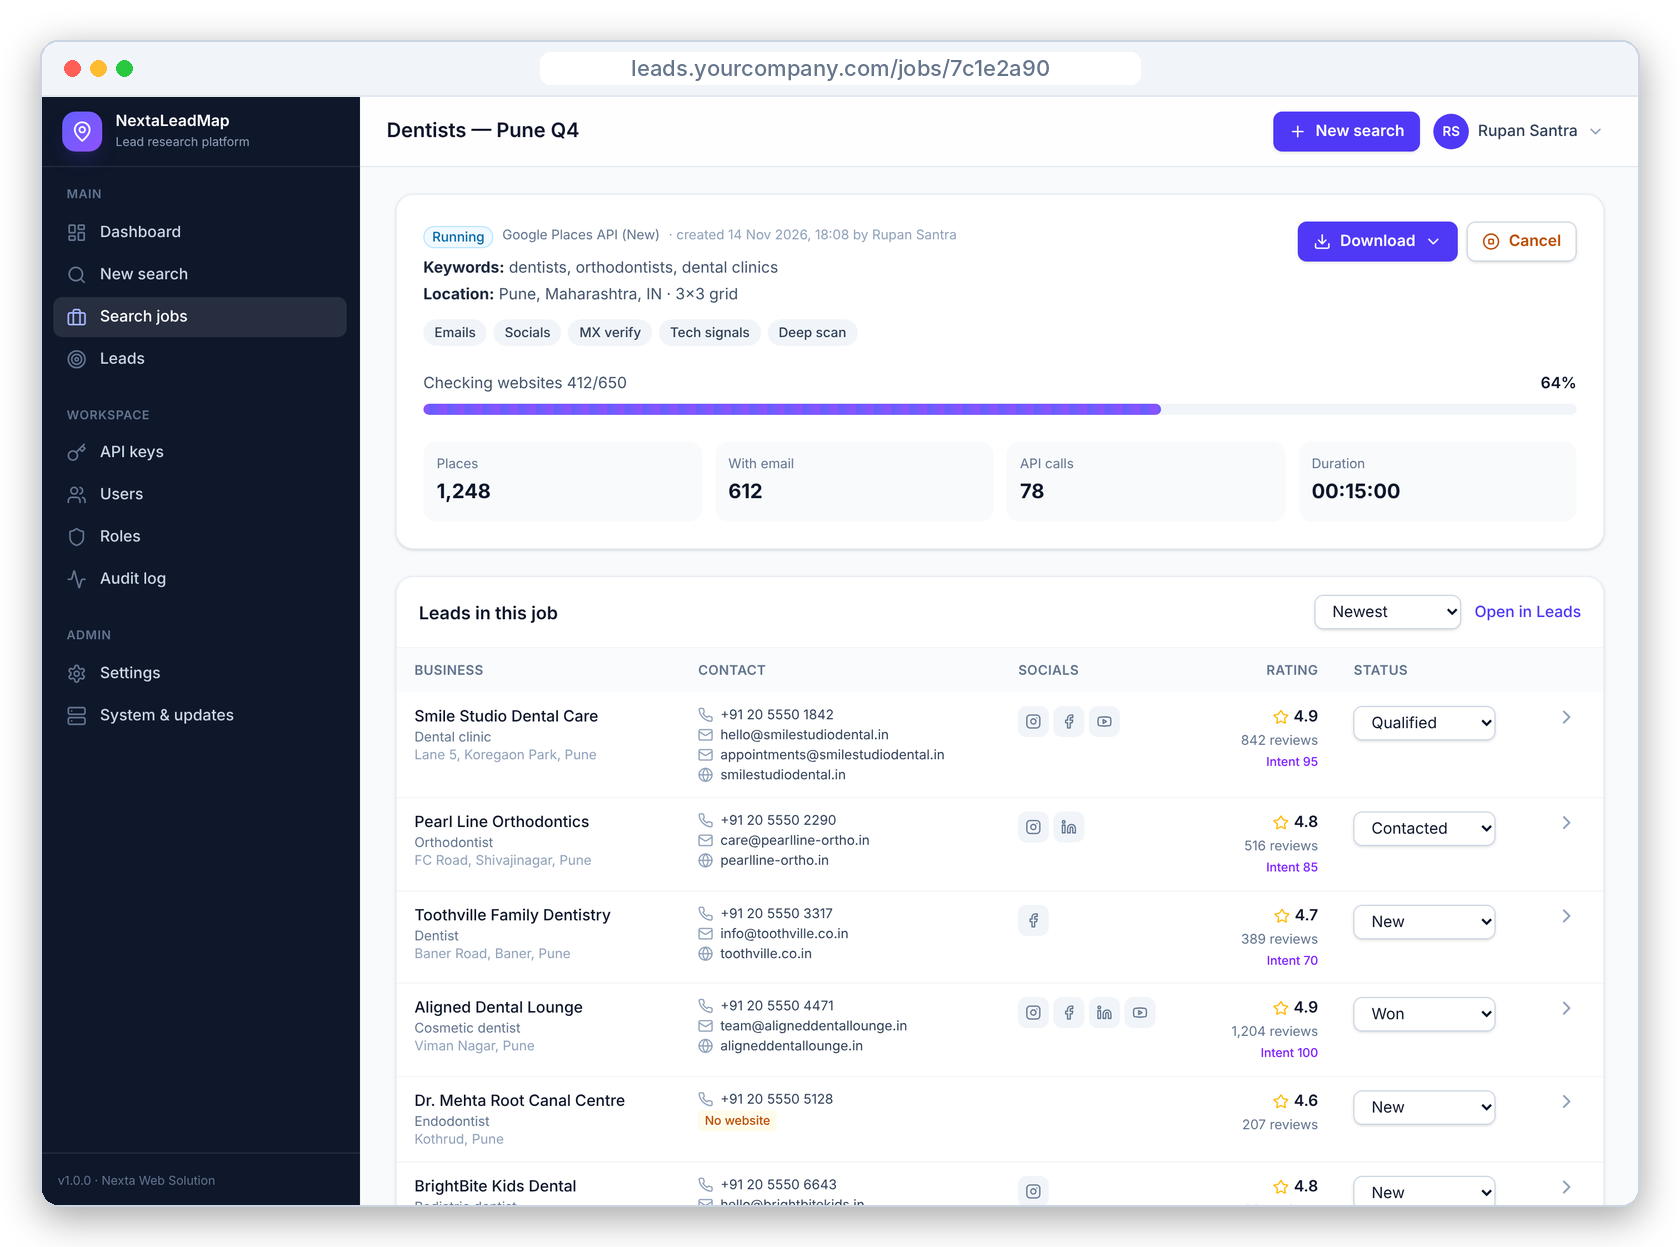 leads.yourcompany.com/jobs/7c1e2a90
NextaLeadMap
Lead research platform
MAIN
Dashboard
New search
Search jobs
Leads
WORKSPACE
API keys
Users
Roles
Audit log
ADMIN
Settings
System & updates
v1.0.0 · Nexta Web Solution
Dentists — Pune Q4
New search
RS
Rupan Santra
Running Google Places API (New) · created 14 Nov 2026, 18:08 by Rupan Santra
Download
Cancel
Keywords: dentists, orthodontists, dental clinics
Location: Pune, Maharashtra, IN · 3×3 grid
Emails Socials MX verify Tech signals Deep scan
Checking websites 412/650 64%
Places
1,248
With email
612
API calls
78
Duration
00:15:00
Leads in this job
Newest
Open in Leads
BUSINESS CONTACT SOCIALS RATING STATUS
Smile Studio Dental Care
Dental clinic
Lane 5, Koregaon Park, Pune
+91 20 5550 1842
hello@smilestudiodental.in
appointments@smilestudiodental.in
smilestudiodental.in
4.9
842 reviews
Intent 95
Qualified
Pearl Line Orthodontics
Orthodontist
FC Road, Shivajinagar, Pune
+91 20 5550 2290
care@pearlline-ortho.in
pearlline-ortho.in
4.8
516 reviews
Intent 85
Contacted
Toothville Family Dentistry
Dentist
Baner Road, Baner, Pune
+91 20 5550 3317
info@toothville.co.in
toothville.co.in
4.7
389 reviews
Intent 70
New
Aligned Dental Lounge
Cosmetic dentist
Viman Nagar, Pune
+91 20 5550 4471
team@aligneddentallounge.in
aligneddentallounge.in
4.9
1,204 reviews
Intent 100
Won
Dr. Mehta Root Canal Centre
Endodontist
Kothrud, Pune
+91 20 5550 5128
No website
4.6
207 reviews
New
BrightBite Kids Dental
+91 20 5550 6643
hello@brightbitekids.in
4.8
New